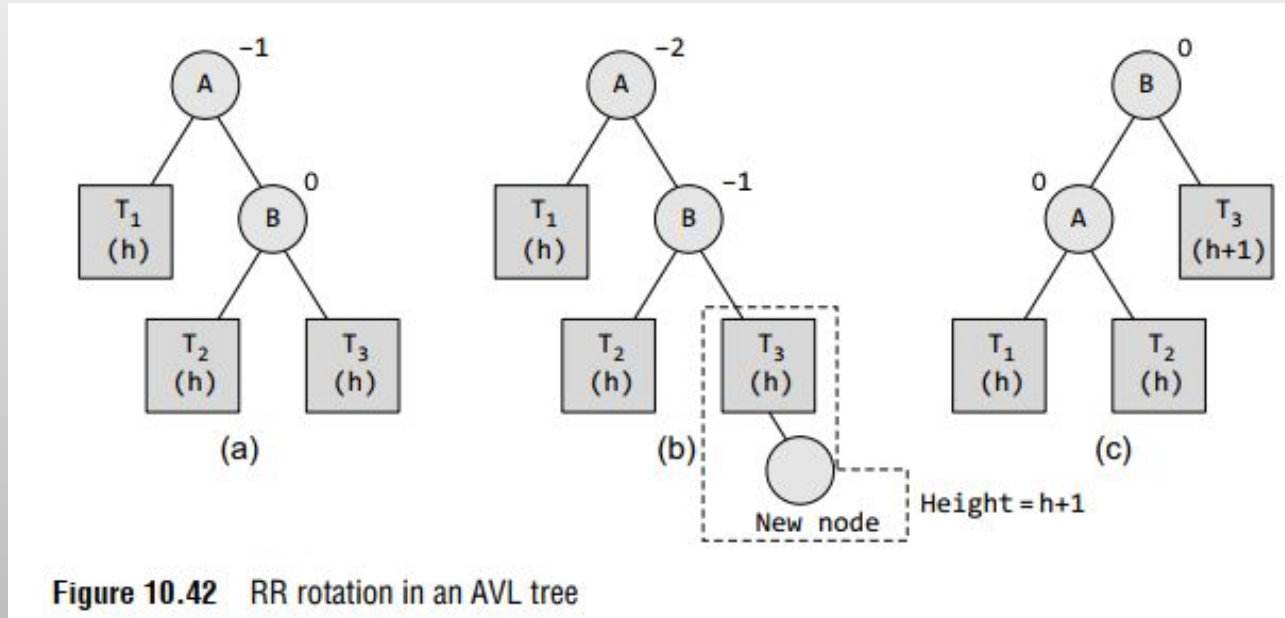 -1
A
T1
(h)
0
B
T2
(h)
T3
(h)
(a)
-2
A
T1
(h)
-1
B
T2
(h)
T3
(h)
(b)
New node
Height = h+1
0
B
0
A
T3
(h+1)
T1
(h)
T2
(h)
(c)
Figure 10.42 RR rotation in an AVL tree